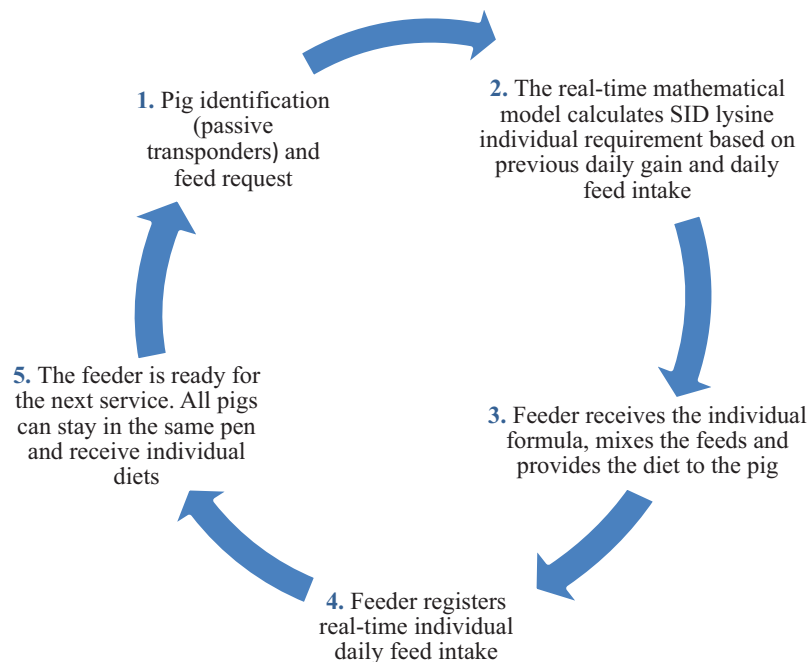 1. Pig identification
(passive
transponders) and
feed request
2. The real-time mathematical
model calculates SID lysine
individual requirement based on
previous daily gain and daily
feed intake
3. Feeder receives the individual
formula, mixes the feeds and
provides the diet to the pig
4. Feeder registers
real-time individual
daily feed intake
5. The feeder is ready for
the next service. All pigs
can stay in the same pen
and receive individual
diets